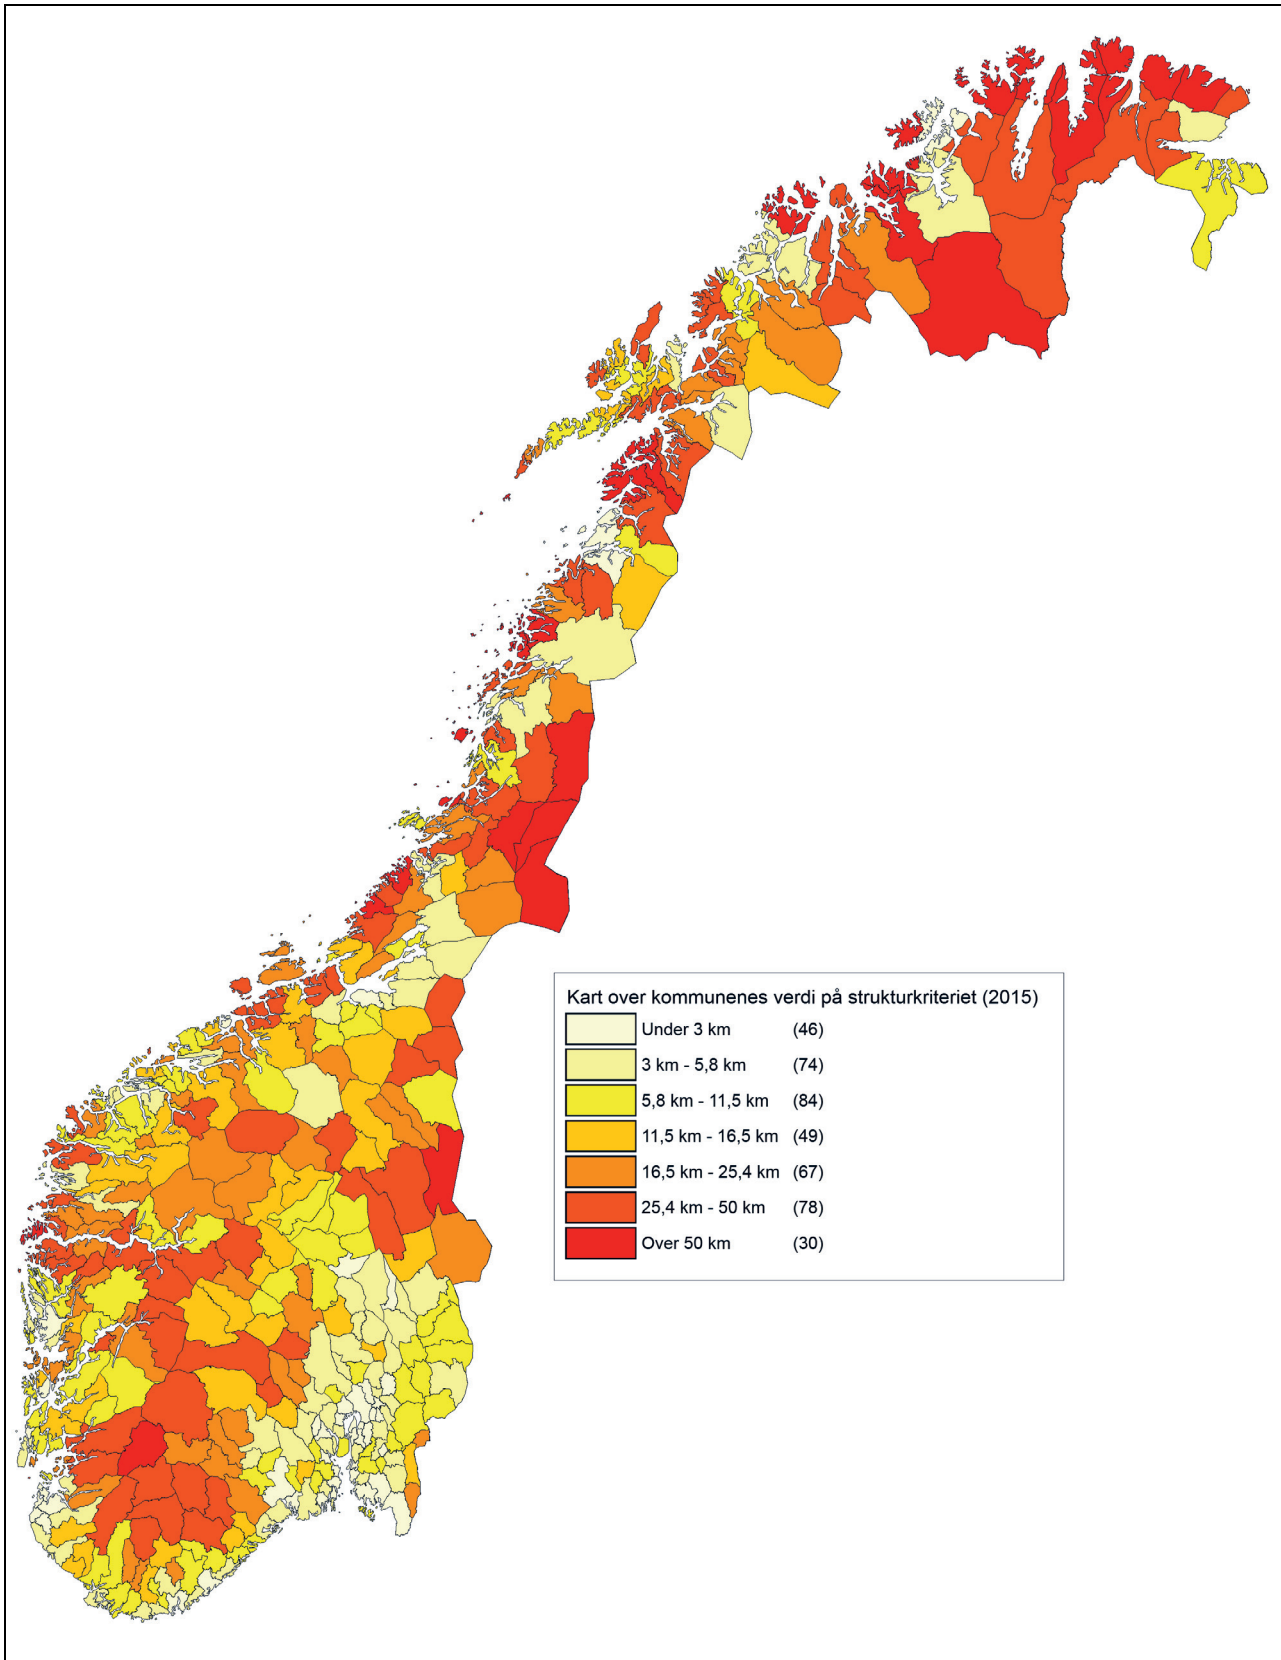 Kart over kommunenes verdi på strukturkriteriet (2015)
Under 3 km (46)
3 km - 5,8 km (74)
5,8 km - 11,5 km (84)
11,5 km - 16,5 km (49)
16,5 km - 25,4 km (67)
25,4 km - 50 km (78)
Over 50 km (30)